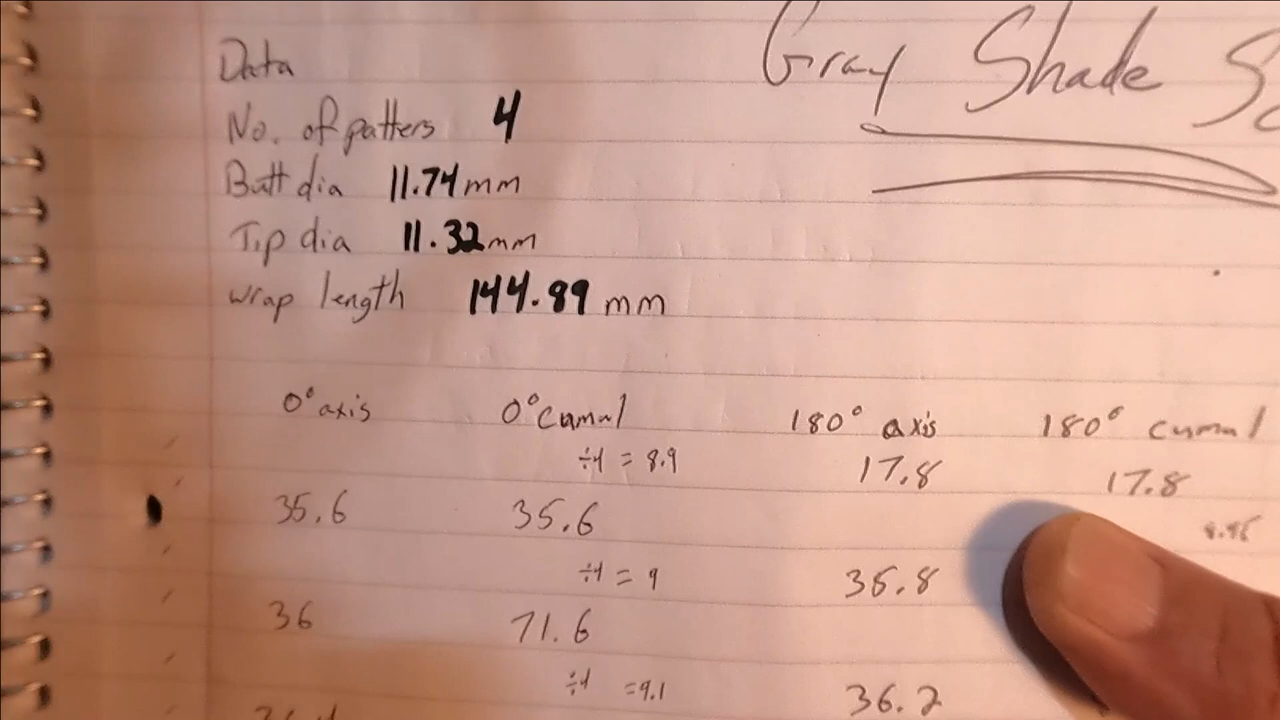 Data
Gray Shade
No. of patters 4
Butt dia 11.74mm
Tip dia 11.32mm
wrap length 144.89 mm
0° axis 0° cumal 180° axis 180° cumal
÷4 = 8.9 17.8 17.8
35.6 35.6
÷4 = 9 35.8
36 71.6
÷4 =9.1 36.2